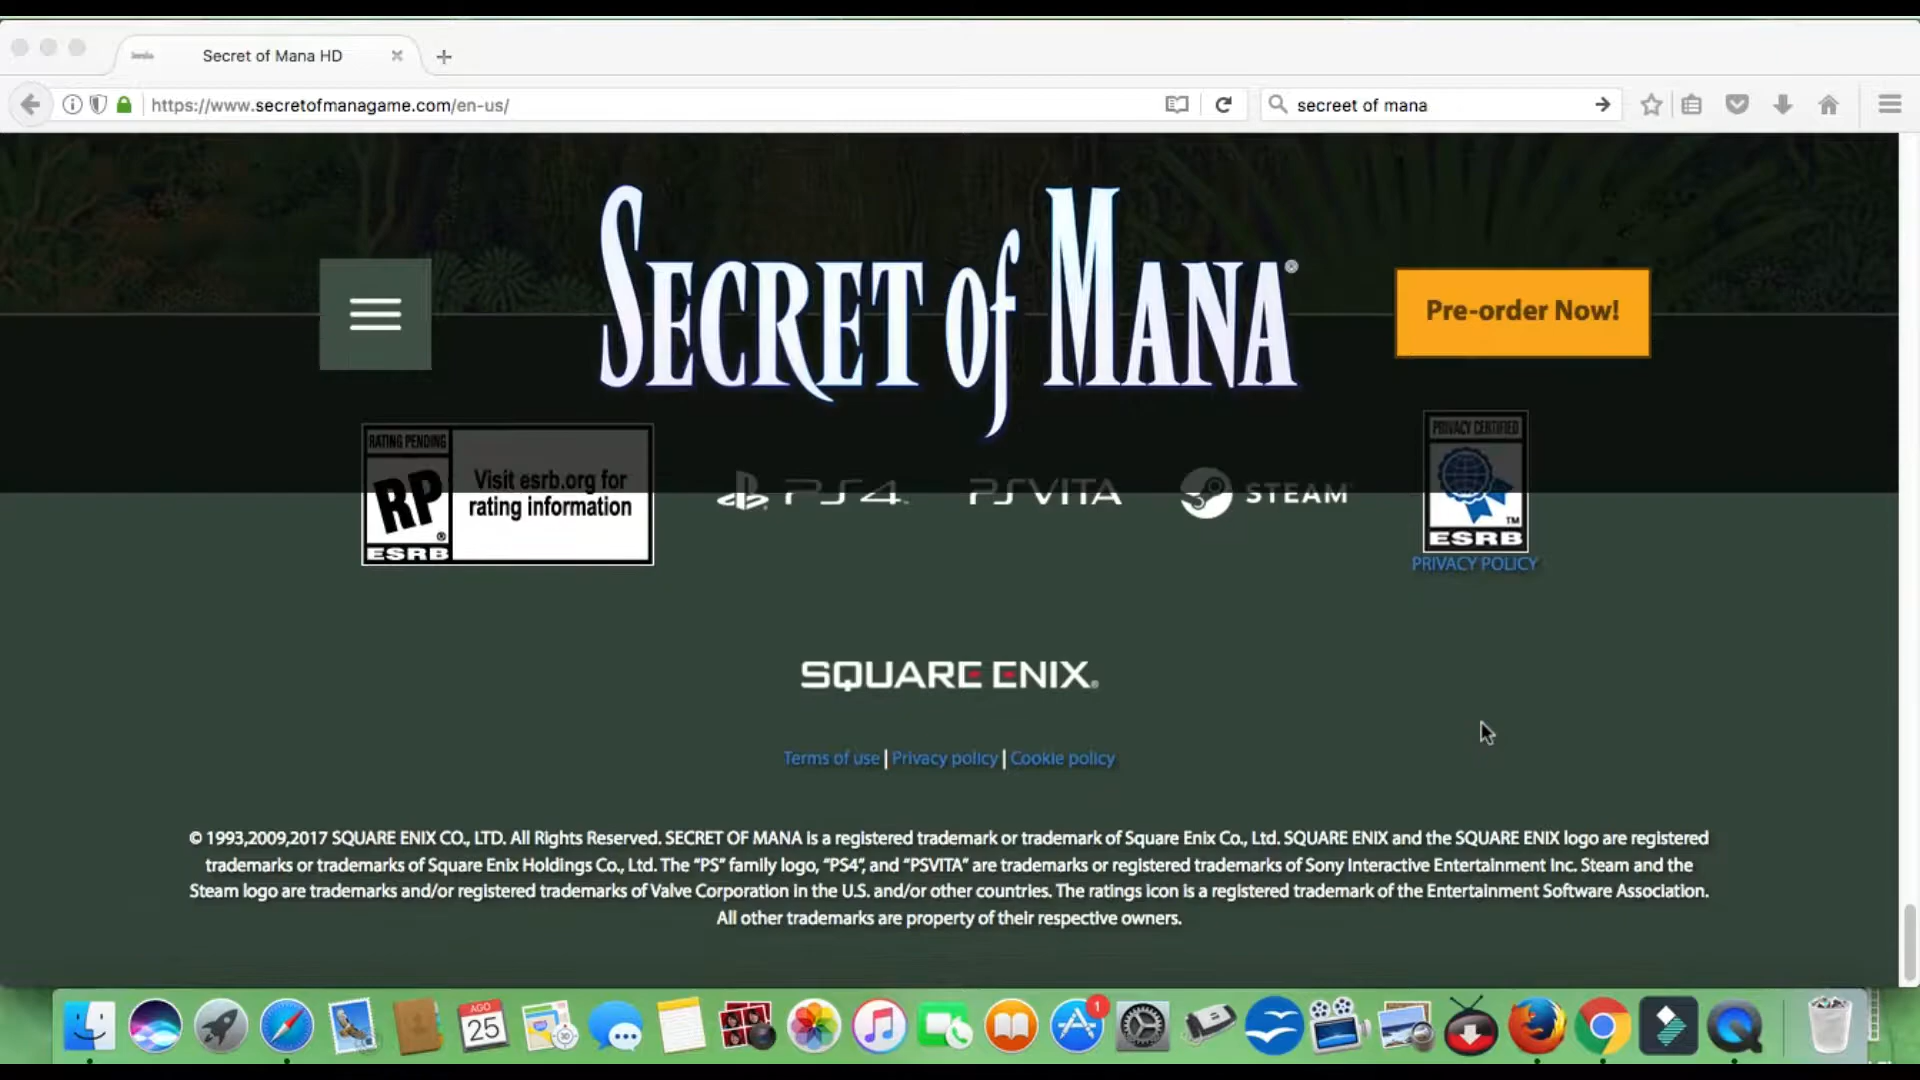 Secret of Mana HD
https://www.secretofmanagame.com/en-us/
secreet of mana
SECRET of MANA®
Pre-order Now!
RATING PENDING
RP
®
ESRB
Visit esrb.org for
rating information
PS4™
PSVITA
STEAM
PRIVACY CERTIFIED
TM
ESRB
PRIVACY POLICY
SQUARE ENIX®
Terms of use | Privacy policy | Cookie policy
© 1993,2009,2017 SQUARE ENIX CO., LTD. All Rights Reserved. SECRET OF MANA is a registered trademark or trademark of Square Enix Co., Ltd. SQUARE ENIX and the SQUARE ENIX logo are registered
trademarks or trademarks of Square Enix Holdings Co., Ltd. The “PS” family logo, “PS4”, and “PSVITA” are trademarks or registered trademarks of Sony Interactive Entertainment Inc. Steam and the
Steam logo are trademarks and/or registered trademarks of Valve Corporation in the U.S. and/or other countries. The ratings icon is a registered trademark of the Entertainment Software Association.
All other trademarks are property of their respective owners.
AGO
25
1